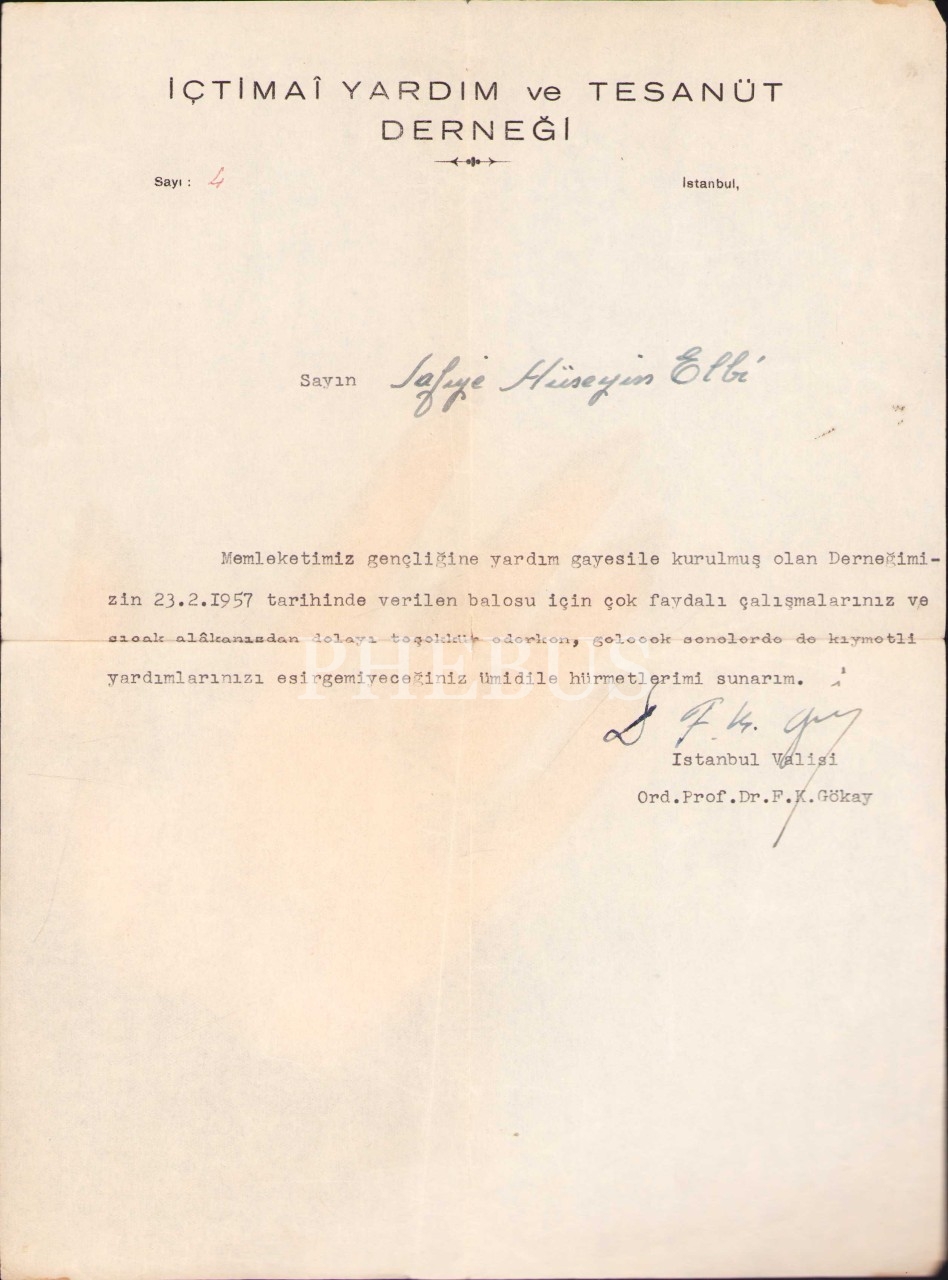 İÇTİMAÎ YARDIM ve TESANÜT
DERNEĞİ
Sayı : 4
İstanbul,
Sayın Safiye Hüseyin Elbi
Memleketimiz gençliğine yardım gayesile kurulmuş olan Derneğimi-
zin 23.2.1957 tarihinde verilen balosu için çok faydalı çalışmalarınız ve
sıcak alâkanızdan dolayı teşekkür ederken, gelecek senelerde de kıymetli
yardımlarınızı esirgemiyeceğiniz ümidile hürmetlerimi sunarım.
PHEBUS
D F. K.
Istanbul Valisi
Ord.Prof.Dr.F.K.Gökay